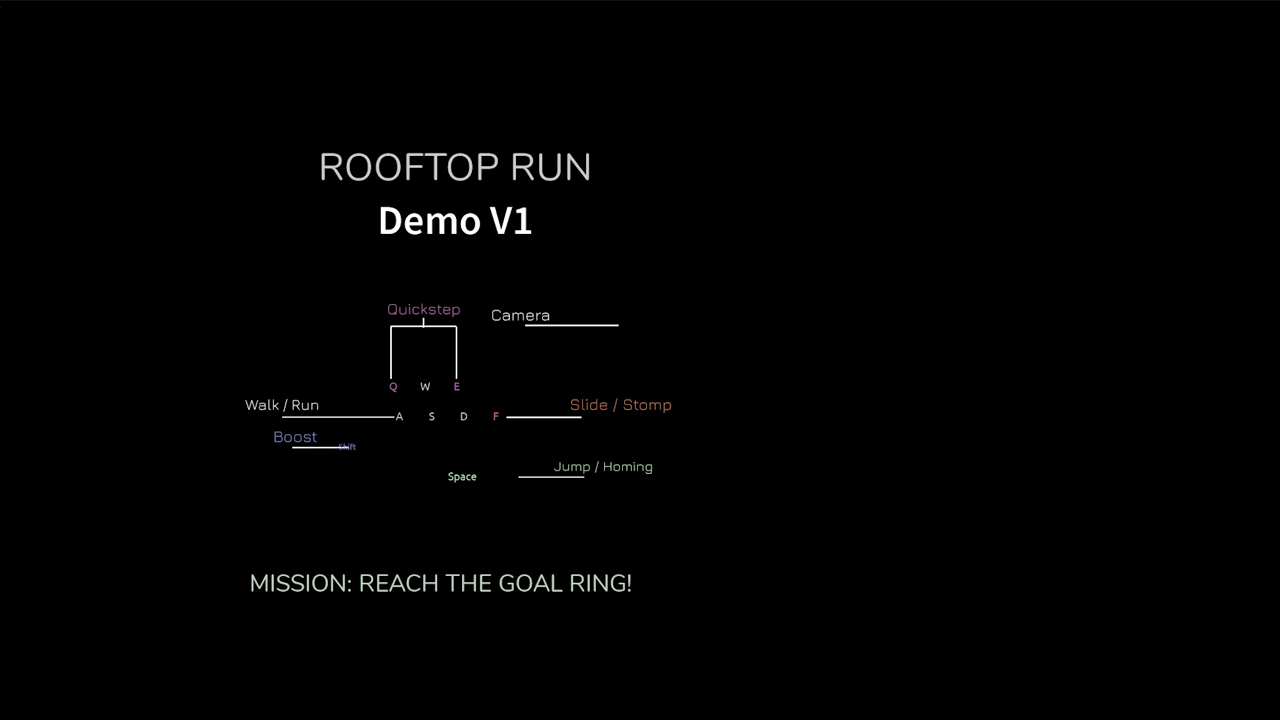 ROOFTOP RUN
Demo V1
Quickstep
Camera
Q W E
Walk / Run
Slide / Stomp
A S D F
Boost
Shift
Jump / Homing
Space
MISSION: REACH THE GOAL RING!